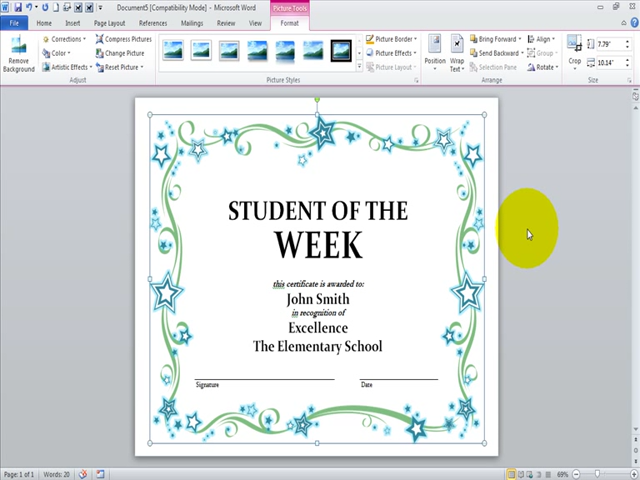 Document5 [Compatibility Mode] - Microsoft Word
Picture Tools
File
Home
Insert
Page Layout
References
Mailings
Review
View
Format
Remove Background
Corrections
Color
Artistic Effects
Compress Pictures
Change Picture
Reset Picture
Adjust
Picture Styles
Picture Border
Picture Effects
Picture Layout
Position
Wrap Text
Bring Forward
Send Backward
Selection Pane
Align
Group
Rotate
Arrange
Crop
7.79"
10.14"
Size
STUDENT OF THE
WEEK
this certificate is awarded to:
John Smith
in recognition of
Excellence
The Elementary School
Signature
Date
Page: 1 of 1
Words: 20
69%